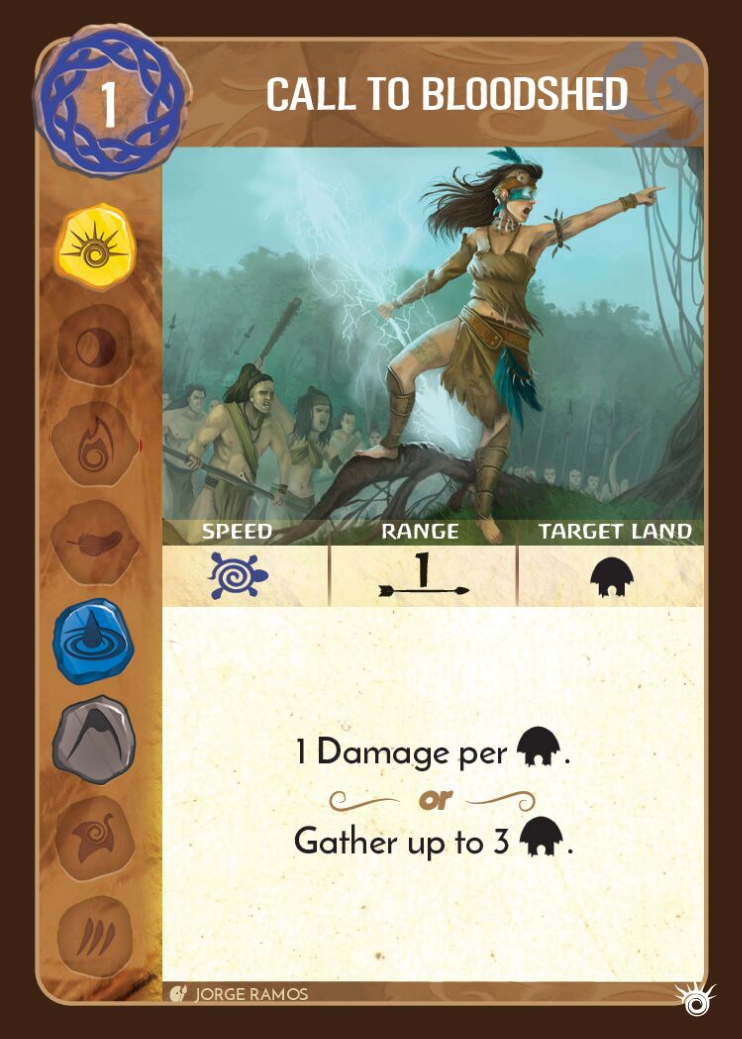 1
CALL TO BLOODSHED
SPEED RANGE TARGET LAND
1
1 Damage per .
or
Gather up to 3 .
JORGE RAMOS